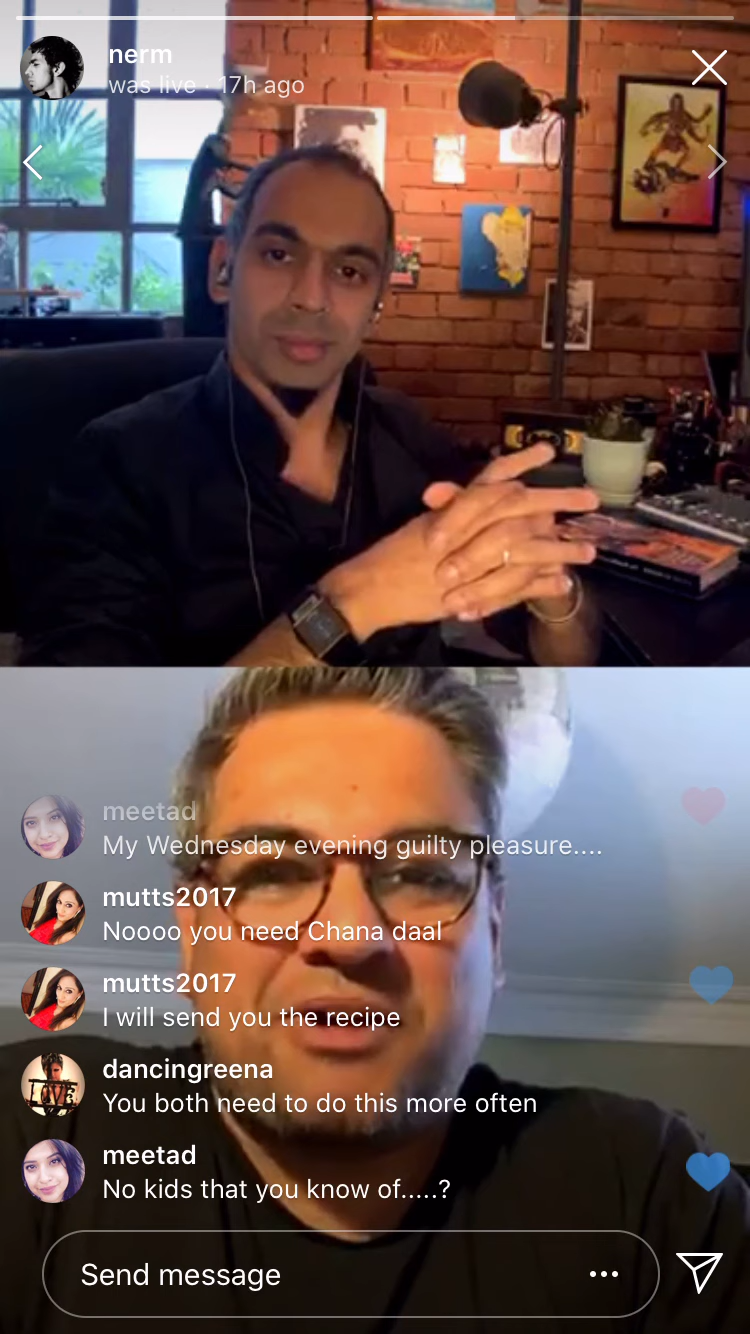 nerm
was live · 17h ago
meetad
My Wednesday evening guilty pleasure....
mutts2017
Noooo you need Chana daal
mutts2017
I will send you the recipe
dancingreena
You both need to do this more often
meetad
No kids that you know of.....?
Send message